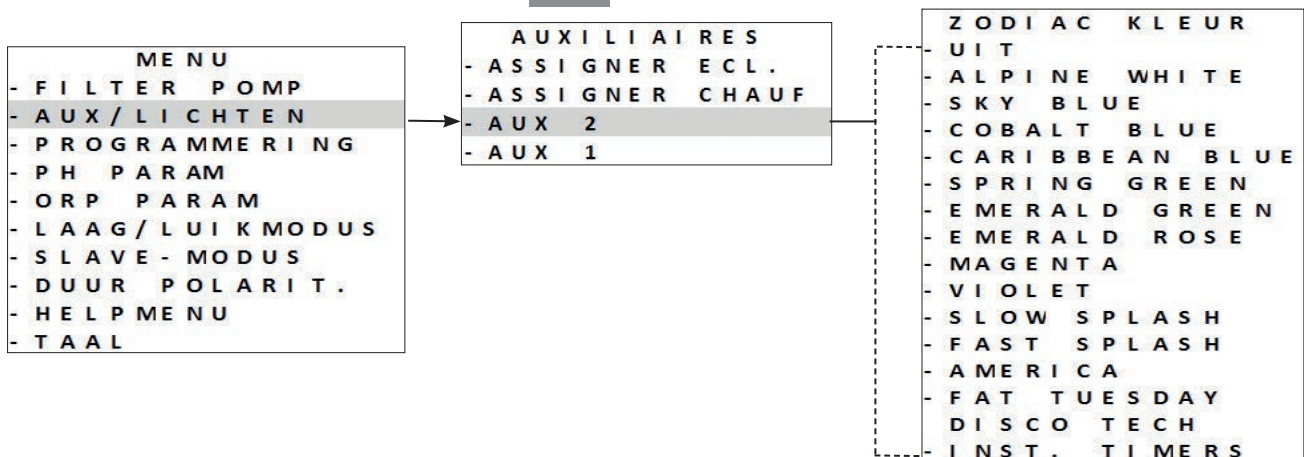 MENU
- FILTER POMP
- AUX/LICHTEN
- PROGRAMMERING
- PH PARAM
- ORP PARAM
- LAAG/LUIKMODUS
- SLAVE-MODUS
- DUUR POLARIT.
- HELPMENU
- TAAL
AUXILIAIRES
- ASSIGNER ECL.
- ASSIGNER CHAUF
- AUX 2
- AUX 1
ZODIAC KLEUR
- UIT
- ALPINE WHITE
- SKY BLUE
- COBALT BLUE
- CARIBBEAN BLUE
- SPRING GREEN
- EMERALD GREEN
- EMERALD ROSE
- MAGENTA
- VIOLET
- SLOW SPLASH
- FAST SPLASH
- AMERICA
- FAT TUESDAY
DISCO TECH
- INST. TIMERS